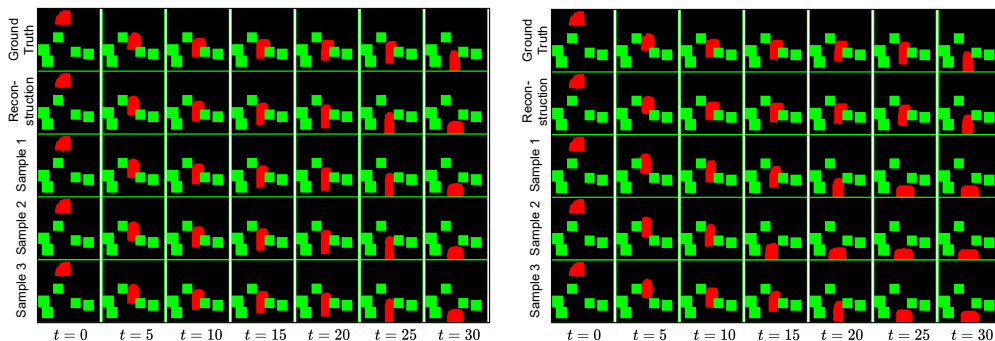 Ground
Truth
Recon-
struction
Sample 1
Sample 2
Sample 3
t = 0
t = 5
t = 10
t = 15
t = 20
t = 25
t = 30
Ground
Truth
Recon-
struction
Sample 1
Sample 2
Sample 3
t = 0
t = 5
t = 10
t = 15
t = 20
t = 25
t = 30